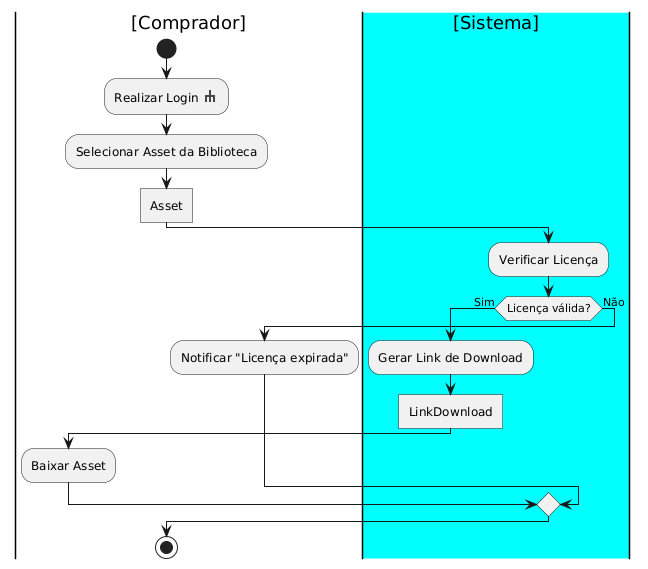 [Comprador]
[Sistema]
Realizar Login
Selecionar Asset da Biblioteca
Asset
Verificar Licença
Sim
Licença válida?
Não
Notificar "Licença expirada"
Gerar Link de Download
LinkDownload
Baixar Asset